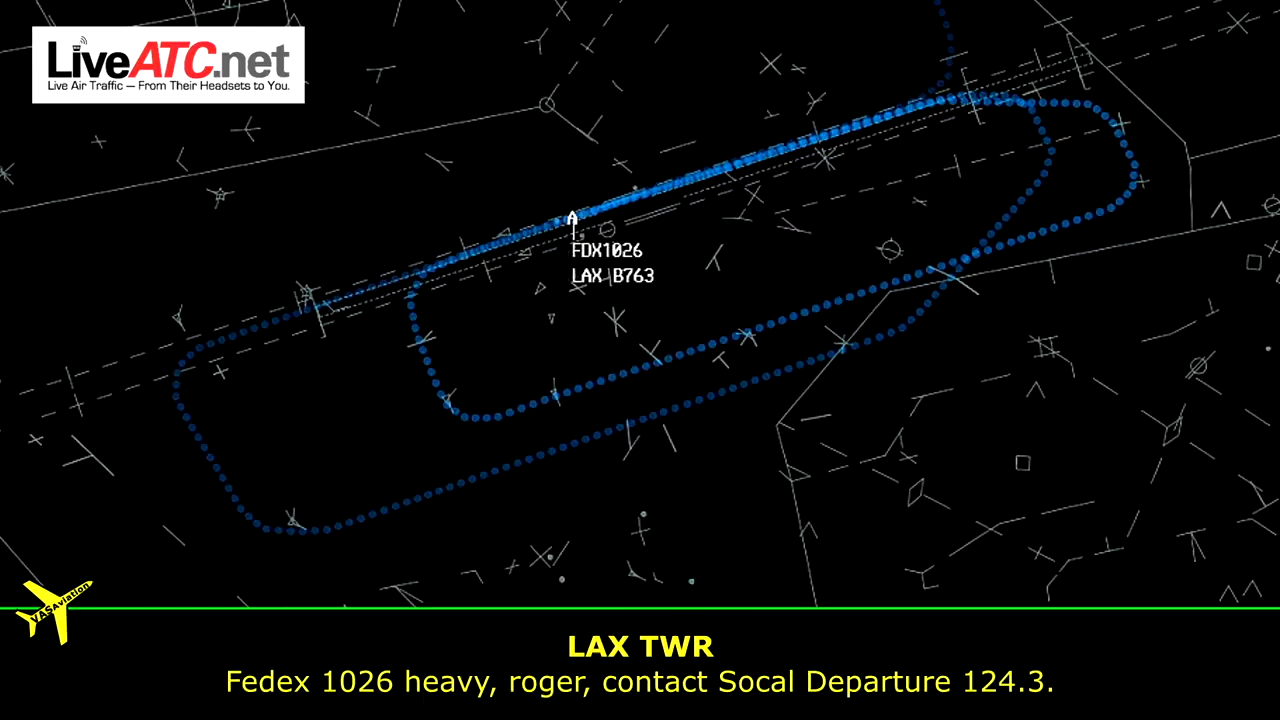 LiveATC.net
Live Air Traffic — From Their Headsets to You.
A
FDX1026
LAX B763
VASAviation
LAX TWR
Fedex 1026 heavy, roger, contact Socal Departure 124.3.